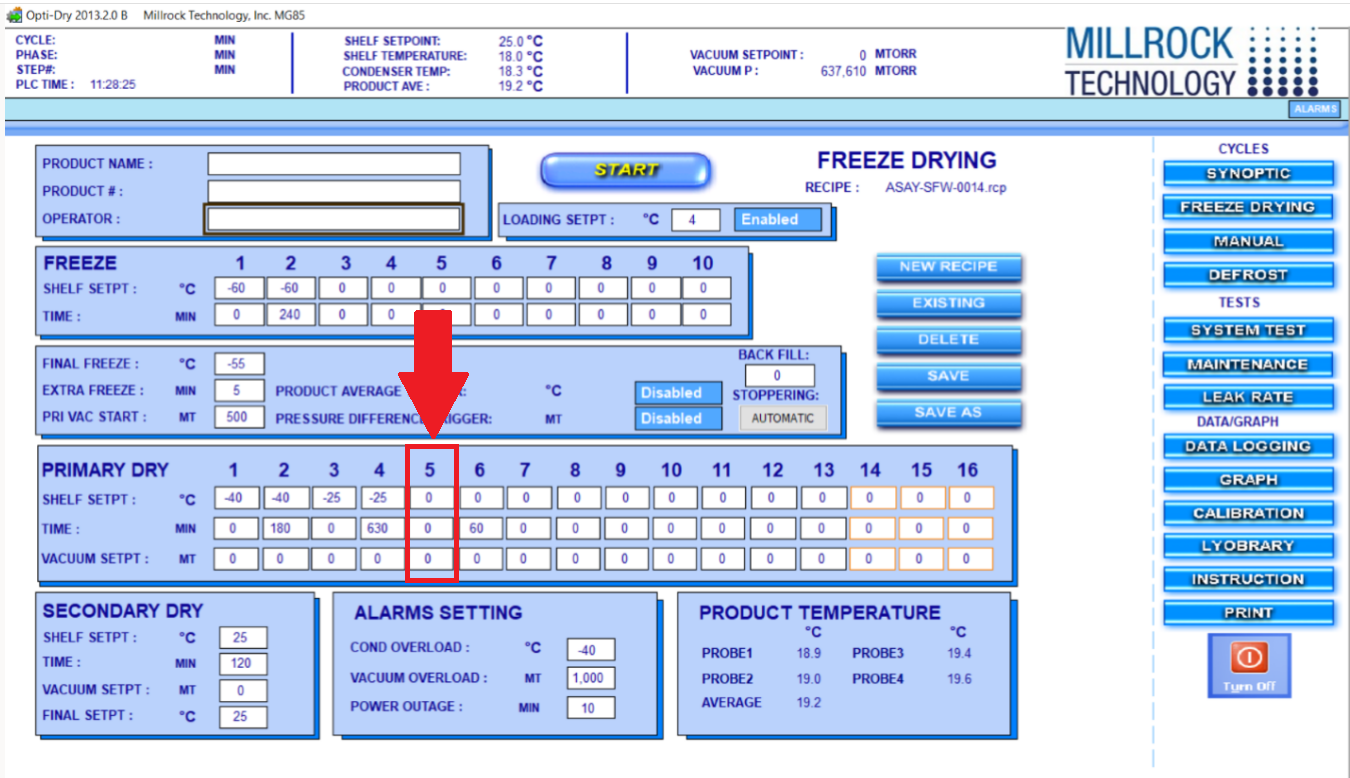 Opti-Dry 2013.2.0 B Millrock Technology, Inc. MG85
CYCLE: MIN
PHASE: MIN
STEP#: MIN
PLC TIME : 11:28:25
SHELF SETPOINT: 25.0 °C
SHELF TEMPERATURE: 18.0 °C
CONDENSER TEMP: 18.3 °C
PRODUCT AVE : 19.2 °C
VACUUM SETPOINT : 0 MTORR
VACUUM P : 637,610 MTORR
MILLROCK
TECHNOLOGY
ALARMS
PRODUCT NAME :
PRODUCT # :
OPERATOR :
START
FREEZE DRYING
RECIPE : ASAY-SFW-0014.rcp
LOADING SETPT : °C 4 Enabled
FREEZE 1 2 3 4 5 6 7 8 9 10
SHELF SETPT : °C -60 -60 0 0 0 0 0 0 0 0
TIME : MIN 0 240 0 0 0 0 0 0 0
NEW RECIPE
EXISTING
DELETE
SAVE
SAVE AS
FINAL FREEZE : °C -55
EXTRA FREEZE : MIN 5 PRODUCT AVERAGE °C Disabled
PRI VAC START : MT 500 PRESSURE DIFFERENCE MT Disabled
BACK FILL:
0
STOPPERING:
AUTOMATIC
PRIMARY DRY 1 2 3 4 5 6 7 8 9 10 11 12 13 14 15 16
SHELF SETPT : °C -40 -40 -25 -25 0 0 0 0 0 0 0 0 0 0 0 0
TIME : MIN 0 180 0 630 0 60 0 0 0 0 0 0 0 0 0 0
VACUUM SETPT : MT 0 0 0 0 0 0 0 0 0 0 0 0 0 0 0 0
SECONDARY DRY
SHELF SETPT : °C 25
TIME : MIN 120
VACUUM SETPT : MT 0
FINAL SETPT : °C 25
ALARMS SETTING
COND OVERLOAD : °C -40
VACUUM OVERLOAD : MT 1,000
POWER OUTAGE : MIN 10
PRODUCT TEMPERATURE
°C °C
PROBE1 18.9 PROBE3 19.4
PROBE2 19.0 PROBE4 19.6
AVERAGE 19.2
CYCLES
SYNOPTIC
FREEZE DRYING
MANUAL
DEFROST
TESTS
SYSTEM TEST
MAINTENANCE
LEAK RATE
DATA/GRAPH
DATA LOGGING
GRAPH
CALIBRATION
LYOBRARY
INSTRUCTION
PRINT
Turn Off